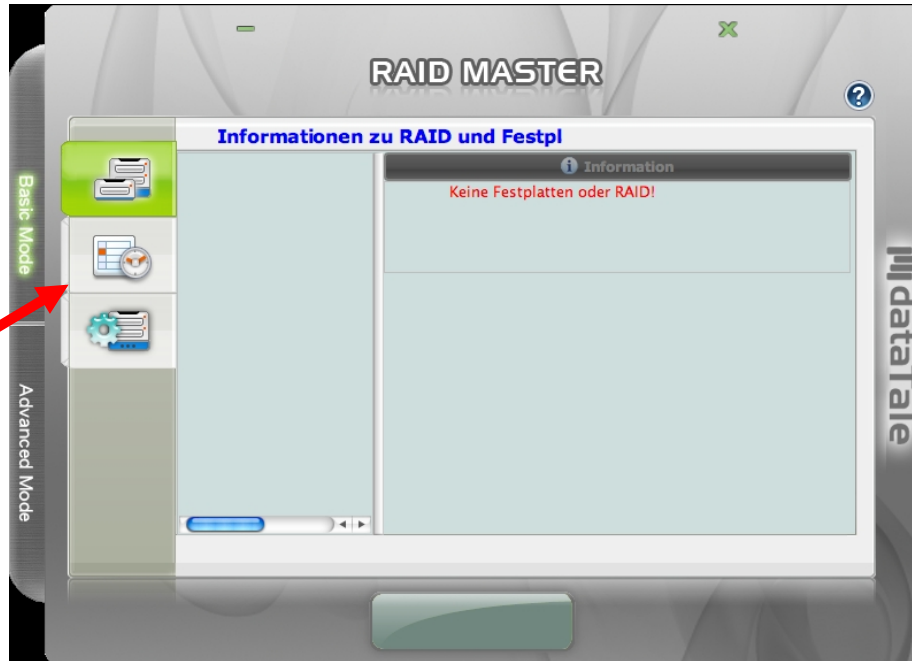 RAID MASTER
Informationen zu RAID und Festpl
Information
Keine Festplatten oder RAID!
Basic Mode
Advanced Mode
dataTale